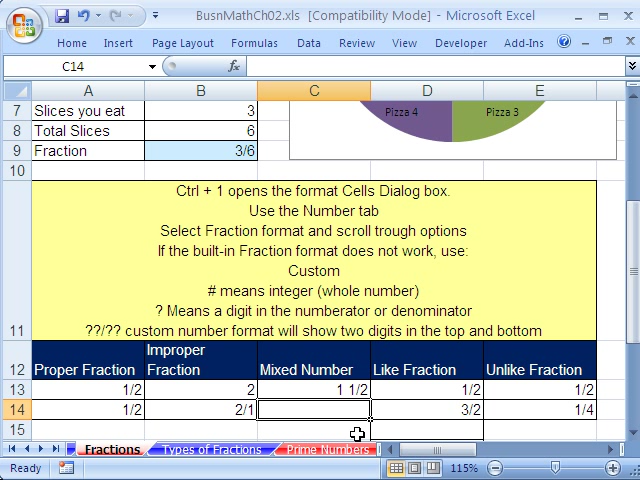 BusnMathCh02.xls [Compatibility Mode] - Microsoft Excel
Home Insert Page Layout Formulas Data Review View Developer Add-Ins
C14 fx
A B C D E
7 Slices you eat 3
8 Total Slices 6
9 Fraction 3/6
Pizza 4 Pizza 3
10
Ctrl + 1 opens the format Cells Dialog box.
Use the Number tab
Select Fraction format and scroll trough options
If the built-in Fraction format does not work, use:
Custom
# means integer (whole number)
? Means a digit in the numberator or denominator
11 ??/?? custom number format will show two digits in the top and bottom
12 Proper Fraction Improper Fraction Mixed Number Like Fraction Unlike Fraction
13 1/2 2 1 1/2 1/2 1/2
14 1/2 2/1 3/2 1/4
15
Fractions Types of Fractions Prime Numbers
Ready 115%